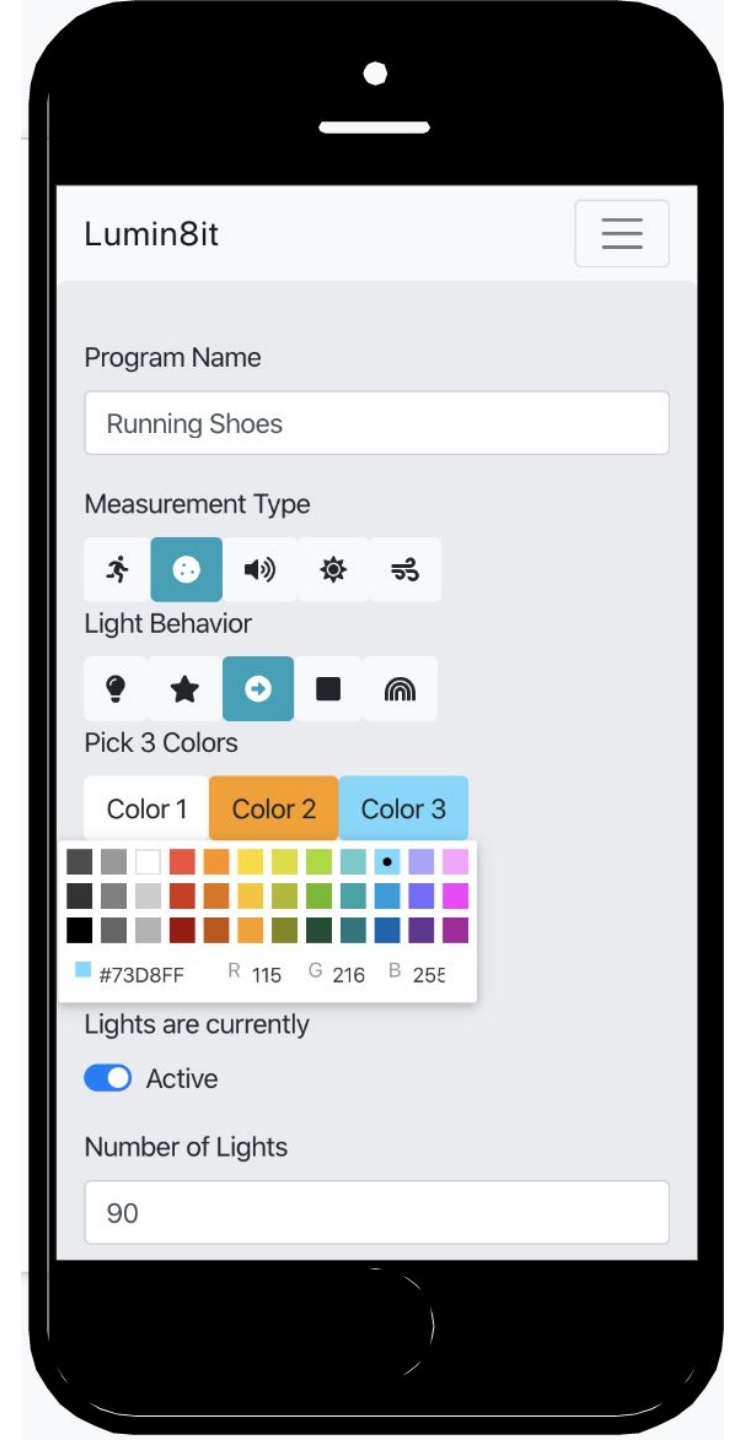 Lumin8it
Program Name
Running Shoes
Measurement Type
Light Behavior
Pick 3 Colors
Color 1 Color 2 Color 3
#73D8FF R 115 G 216 B 255
Lights are currently
Active
Number of Lights
90